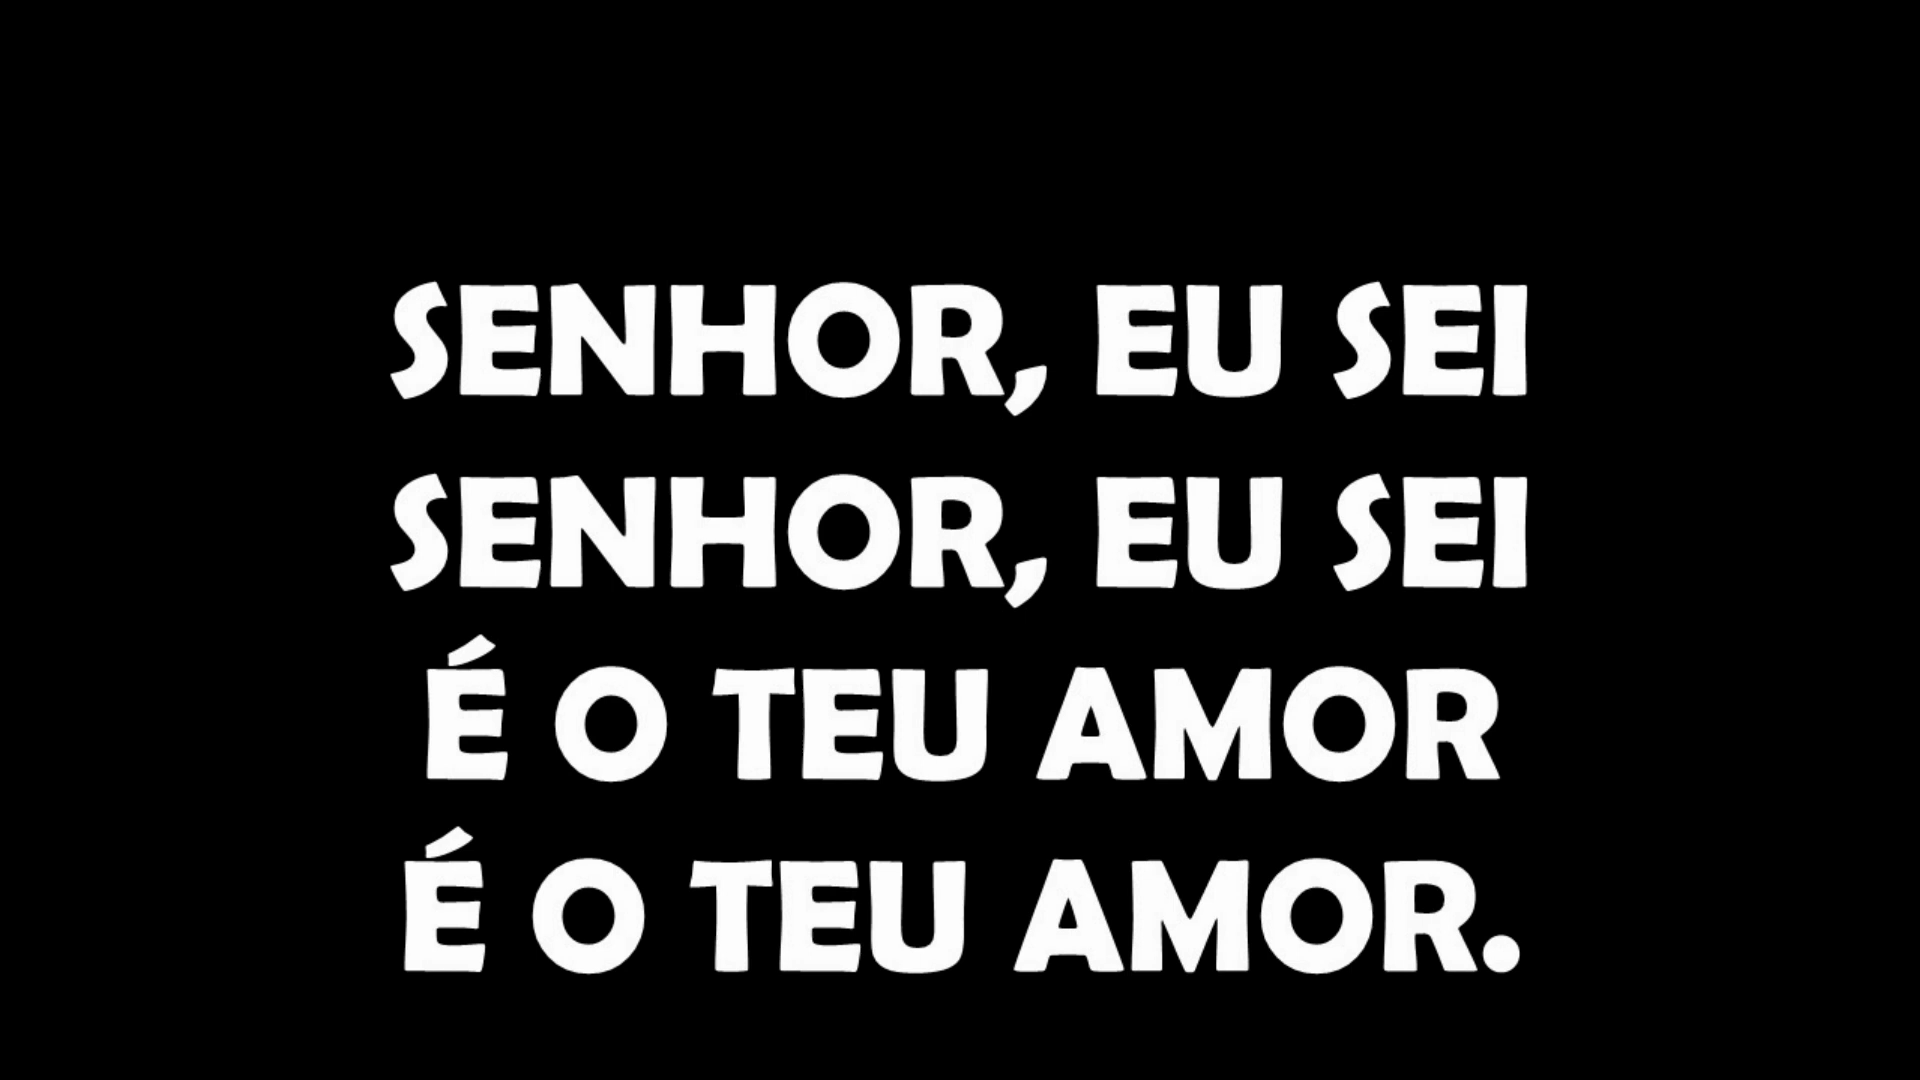 SENHOR, EU SEI
SENHOR, EU SEI
É O TEU AMOR
É O TEU AMOR.